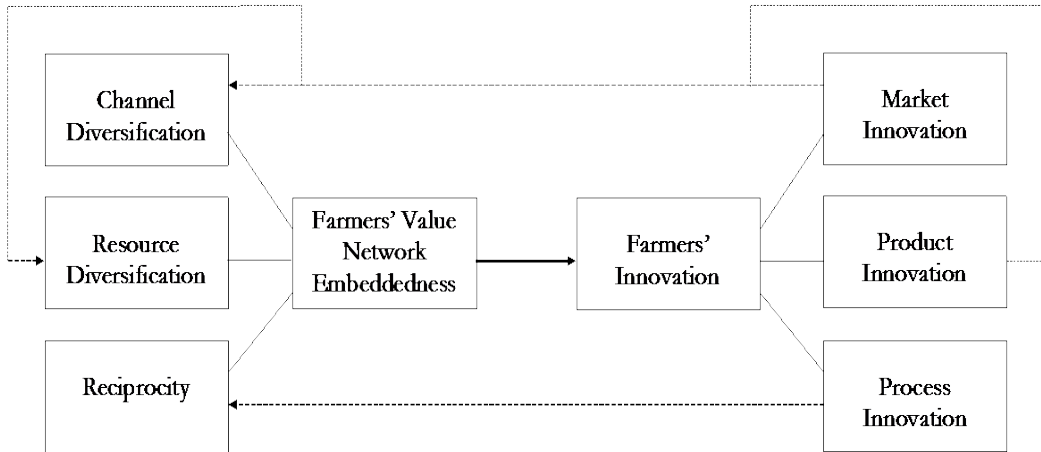 Channel
Diversification
Resource
Diversification
Reciprocity
Farmers’ Value
Network
Embeddedness
Farmers’
Innovation
Market
Innovation
Product
Innovation
Process
Innovation